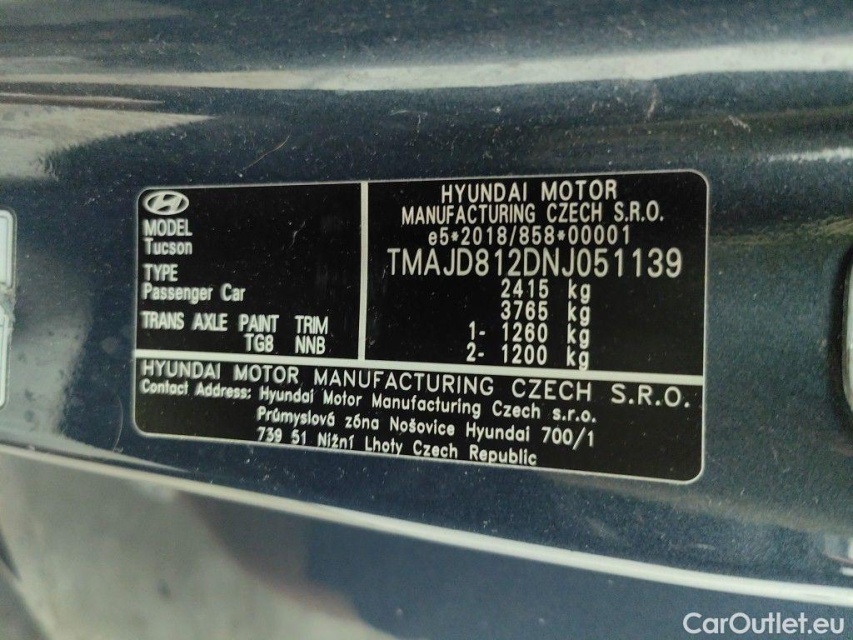 MODEL
Tucson
TYPE
Passenger Car
TRANS AXLE PAINT TRIM
TG8 NNB
HYUNDAI MOTOR
MANUFACTURING CZECH S.R.O.
e5*2018/858*00001
TMAJD812DNJ051139
2415 kg
3765 kg
1- 1260 kg
2- 1200 kg
HYUNDAI MOTOR MANUFACTURING CZECH S.R.O.
Contact Address: Hyundai Motor Manufacturing Czech s.r.o.
Průmyslová zóna Nošovice Hyundai 700/1
739 51 Nižní Lhoty Czech Republic
CarOutlet.eu